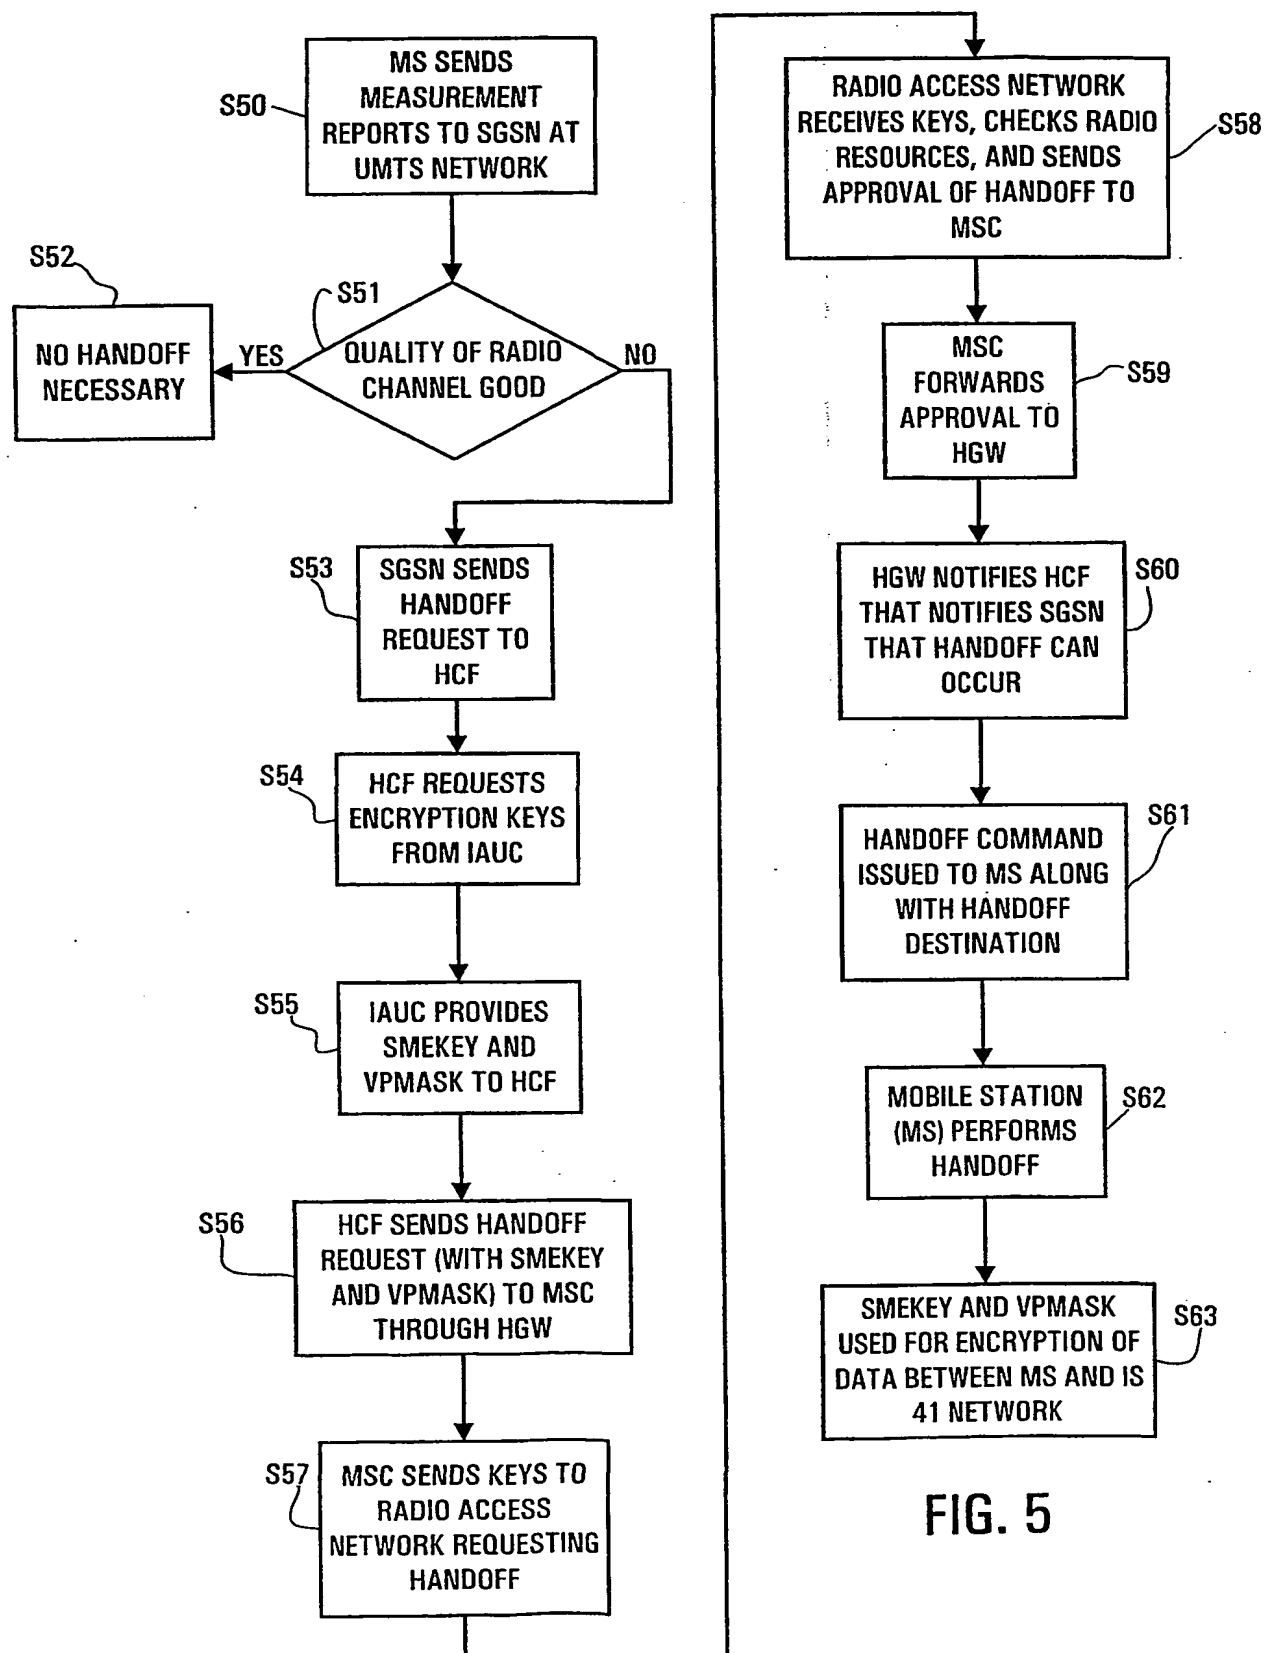 S50
MS SENDS
MEASUREMENT
REPORTS TO SGSN AT
UMTS NETWORK
S52
NO HANDOFF
NECESSARY
YES
S51
QUALITY OF RADIO
CHANNEL GOOD
NO
S53
SGSN SENDS
HANDOFF
REQUEST TO
HCF
S54
HCF REQUESTS
ENCRYPTION KEYS
FROM IAUC
S55
IAUC PROVIDES
SMEKEY AND
VPMASK TO HCF
S56
HCF SENDS HANDOFF
REQUEST (WITH SMEKEY
AND VPMASK) TO MSC
THROUGH HGW
S57
MSC SENDS KEYS TO
RADIO ACCESS
NETWORK REQUESTING
HANDOFF
RADIO ACCESS NETWORK
RECEIVES KEYS, CHECKS RADIO
RESOURCES, AND SENDS
APPROVAL OF HANDOFF TO
MSC
S58
MSC
FORWARDS
APPROVAL TO
HGW
S59
HGW NOTIFIES HCF
THAT NOTIFIES SGSN
THAT HANDOFF CAN
OCCUR
S60
HANDOFF COMMAND
ISSUED TO MS ALONG
WITH HANDOFF
DESTINATION
S61
MOBILE STATION
(MS) PERFORMS
HANDOFF
S62
SMEKEY AND VPMASK
USED FOR ENCRYPTION OF
DATA BETWEEN MS AND IS
41 NETWORK
S63
FIG. 5